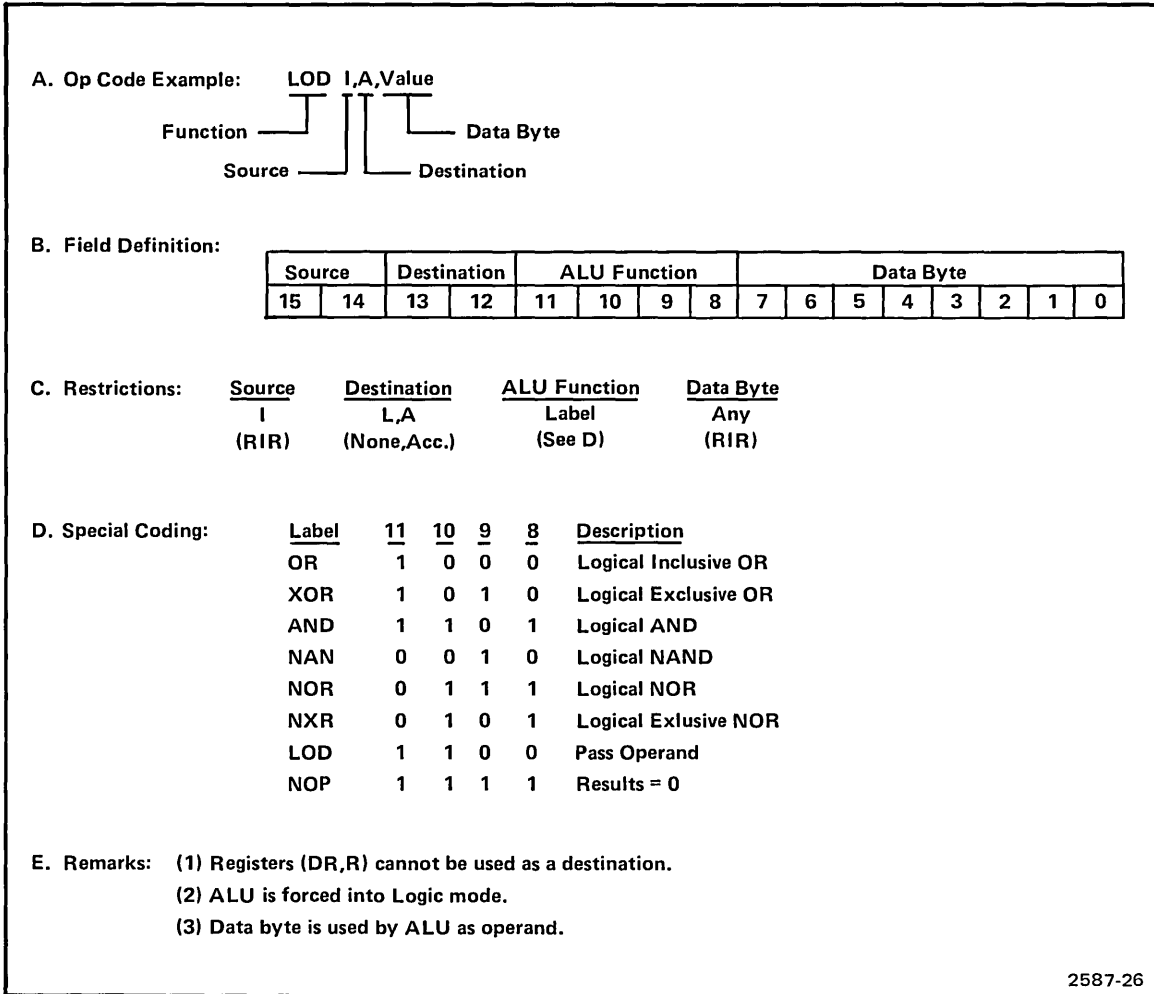 A. Op Code Example: LOD I,A,Value
Function Data Byte
Source Destination
B. Field Definition:
Source Destination ALU Function Data Byte
15 14 13 12 11 10 9 8 7 6 5 4 3 2 1 0
C. Restrictions: Source Destination ALU Function Data Byte
I L,A Label Any
(RIR) (None,Acc.) (See D) (RIR)
D. Special Coding: Label 11 10 9 8 Description
OR 1 0 0 0 Logical Inclusive OR
XOR 1 0 1 0 Logical Exclusive OR
AND 1 1 0 1 Logical AND
NAN 0 0 1 0 Logical NAND
NOR 0 1 1 1 Logical NOR
NXR 0 1 0 1 Logical Exlusive NOR
LOD 1 1 0 0 Pass Operand
NOP 1 1 1 1 Results = 0
E. Remarks: (1) Registers (DR,R) cannot be used as a destination.
(2) ALU is forced into Logic mode.
(3) Data byte is used by ALU as operand.
2587-26